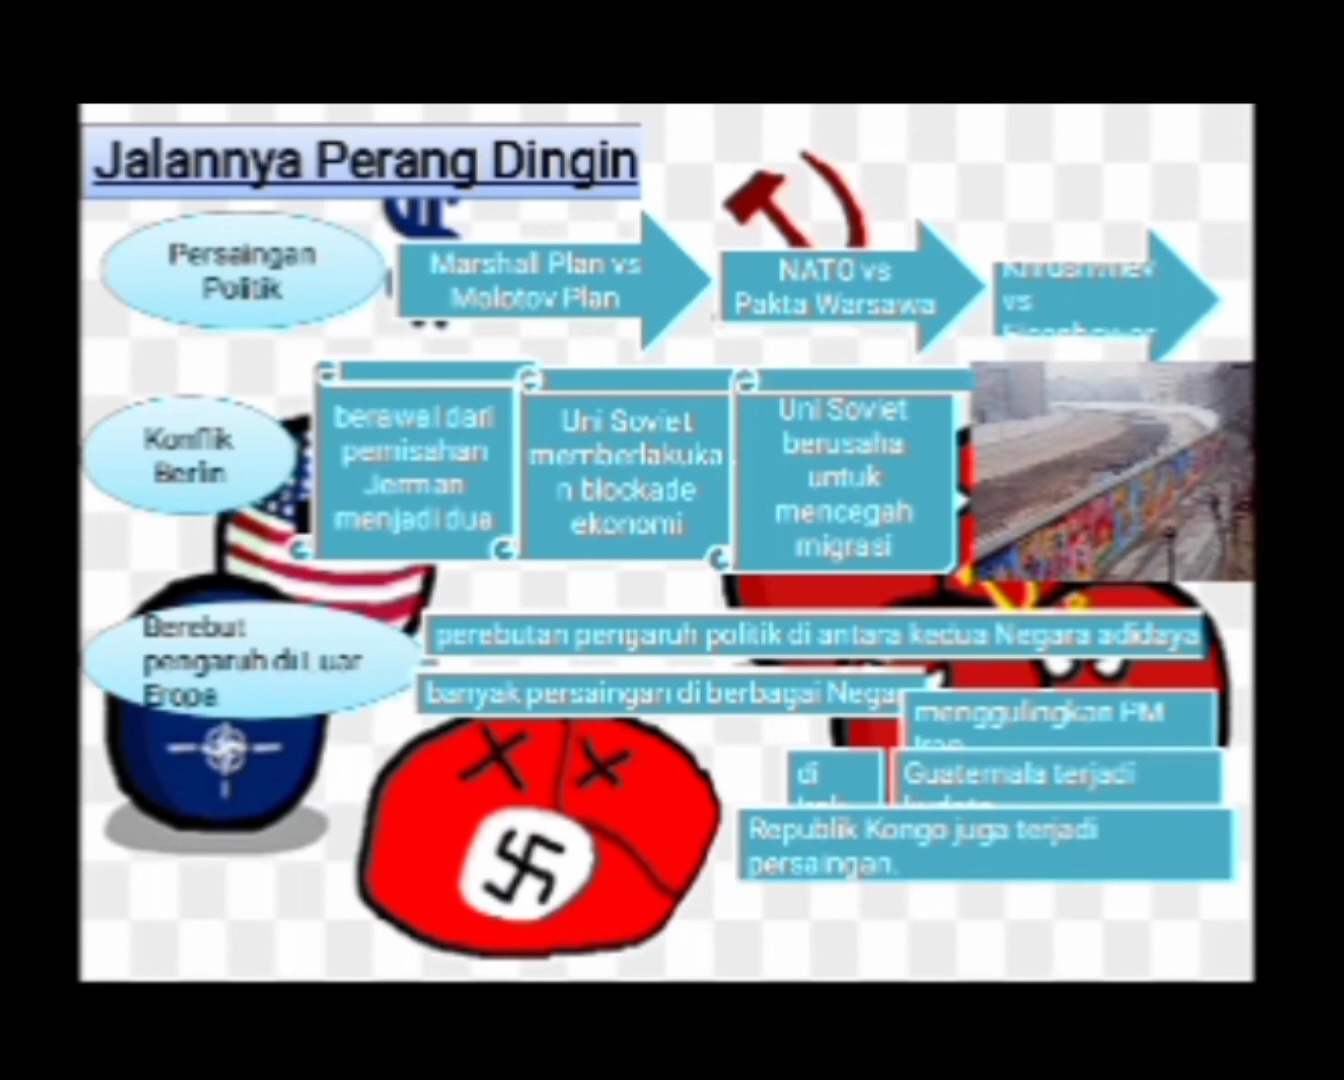 Jalannya Perang Dingin
Persaingan
Politik
Marshall Plan vs
Molotov Plan
NATO vs
Pakta Warsawa
vs
Konflik
Berlin
berawal dari
pemisahan
Jerman
menjadi dua
Uni Soviet
memberlakuka
n blockade
ekonomi
Uni Soviet
berusaha
untuk
mencegah
migrasi
Berebut
pengaruh di Luar
Eropa
perebutan pengaruh politik di antara kedua Negara adidaya
banyak persaingan di berbagai Negar
menggulingkan PM
di
Guatemala terjadi
Republik Kongo juga terjadi
persaingan.